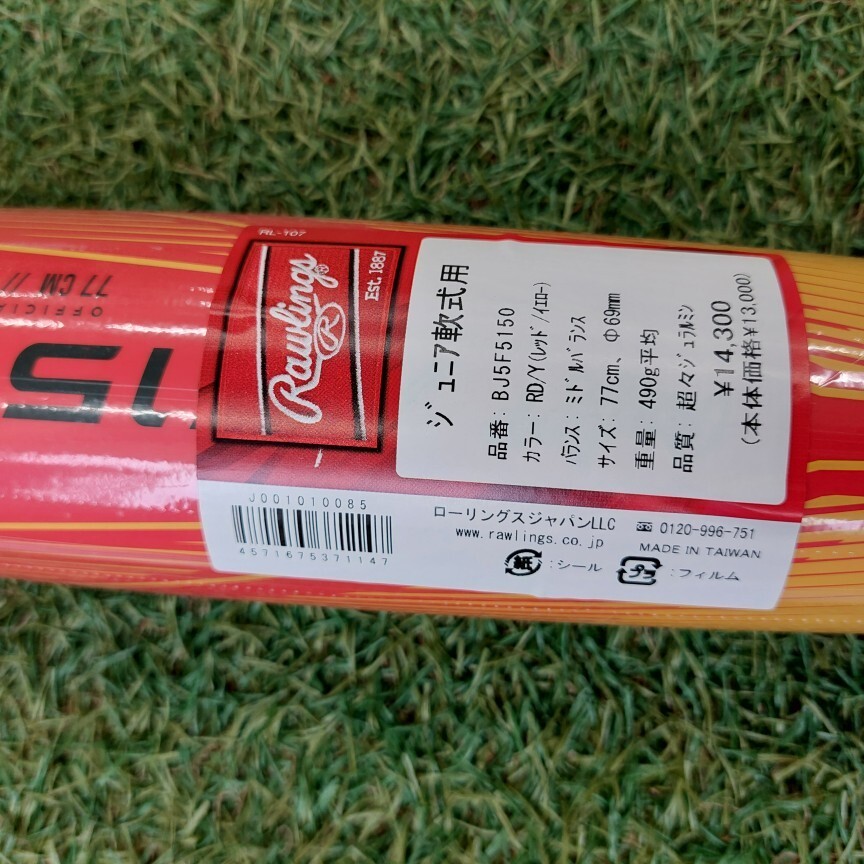 RL-107
Rawlings®
R
Est. 1887
ジュニア軟式用
品番：BJ5F5150
カラー：RD/Y(レッド/イエロー)
バランス：ミドルバランス
サイズ：77cm、Φ69mm
重量：490g平均
品質：超々ジュラルミン
￥14,300
(本体価格￥13,000)
J001010085
4571675371147
ローリングスジャパンLLC
☎ 0120-996-751
www.rawlings.co.jp
MADE IN TAIWAN
紙：シール
プラ：フィルム
77CM //
OFFICIA
15